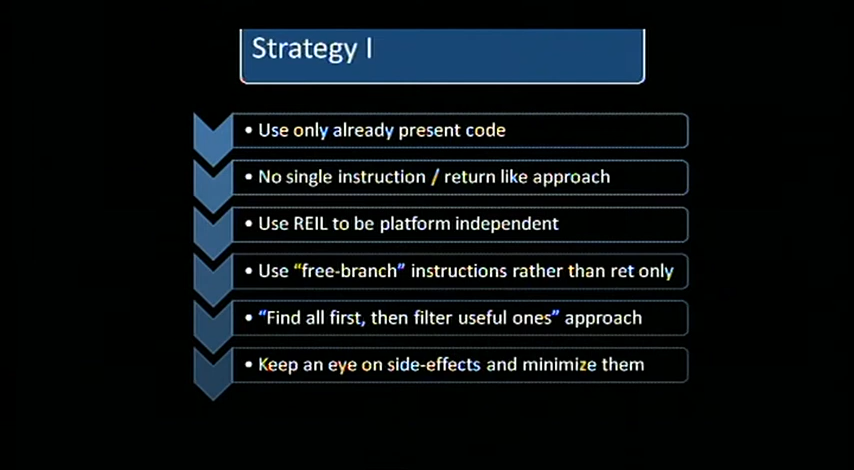 Strategy I
• Use only already present code
• No single instruction / return like approach
• Use REIL to be platform independent
• Use “free-branch” instructions rather than ret only
• “Find all first, then filter useful ones” approach
• Keep an eye on side-effects and minimize them